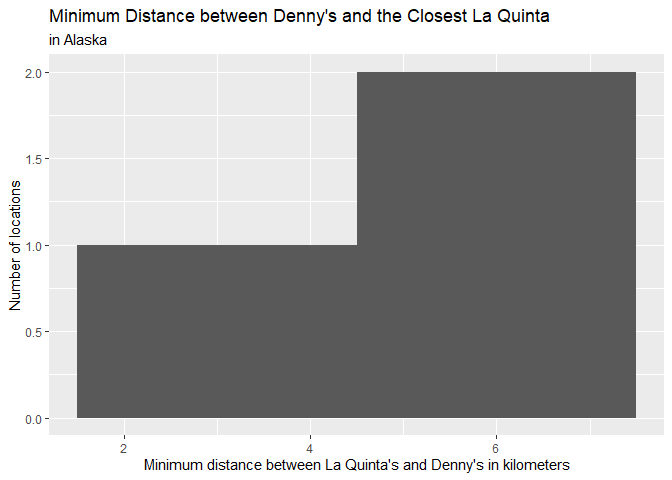 Minimum Distance between Denny's and the Closest La Quinta
in Alaska
Number of locations
2.0
1.5
1.0
0.5
0.0
2 4 6
Minimum distance between La Quinta's and Denny's in kilometers